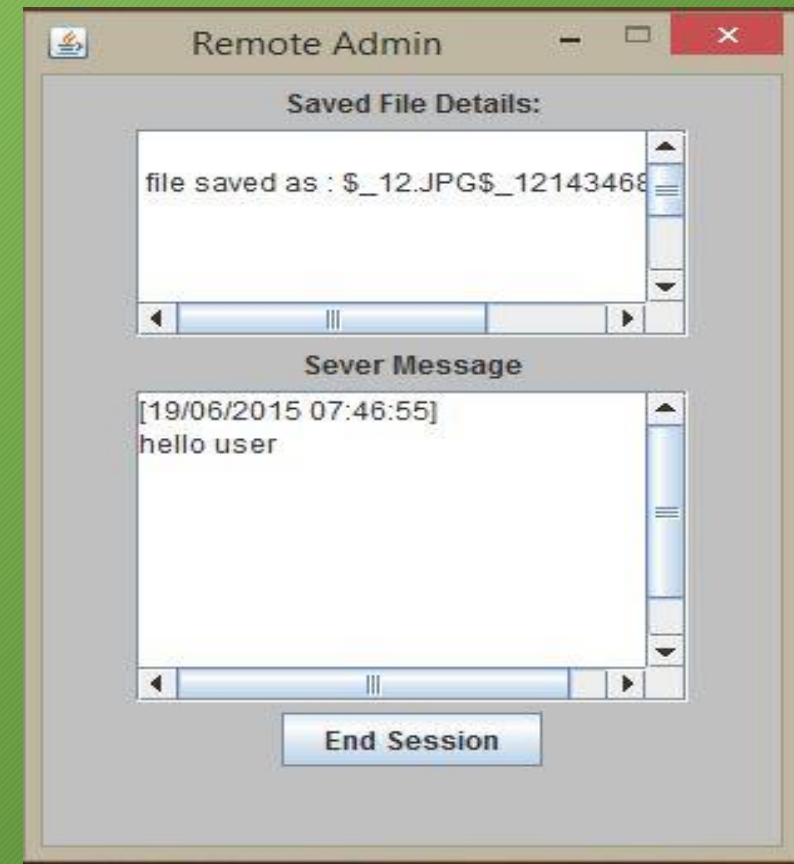 Remote Admin
Saved File Details:
file saved as : $_12.JPG$_12143468
Sever Message
[19/06/2015 07:46:55]
hello user
End Session